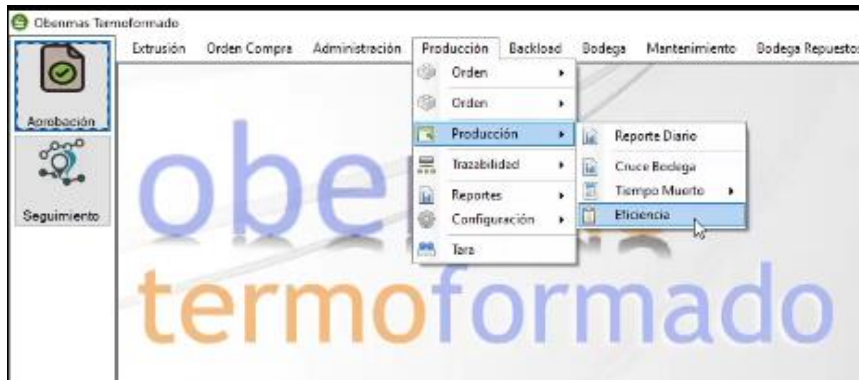 Obenmas Termoformado
Extrusión Orden Compra Administración Producción Backload Bodega Mantenimiento Bodega Repuestos
Aprobación
Seguimiento
Orden
Orden
Producción
Trazabilidad
Reportes
Configuración
Tara
Reporte Diario
Cruce Bodega
Tiempo Muerto
Eficiencia
obe
termoformado